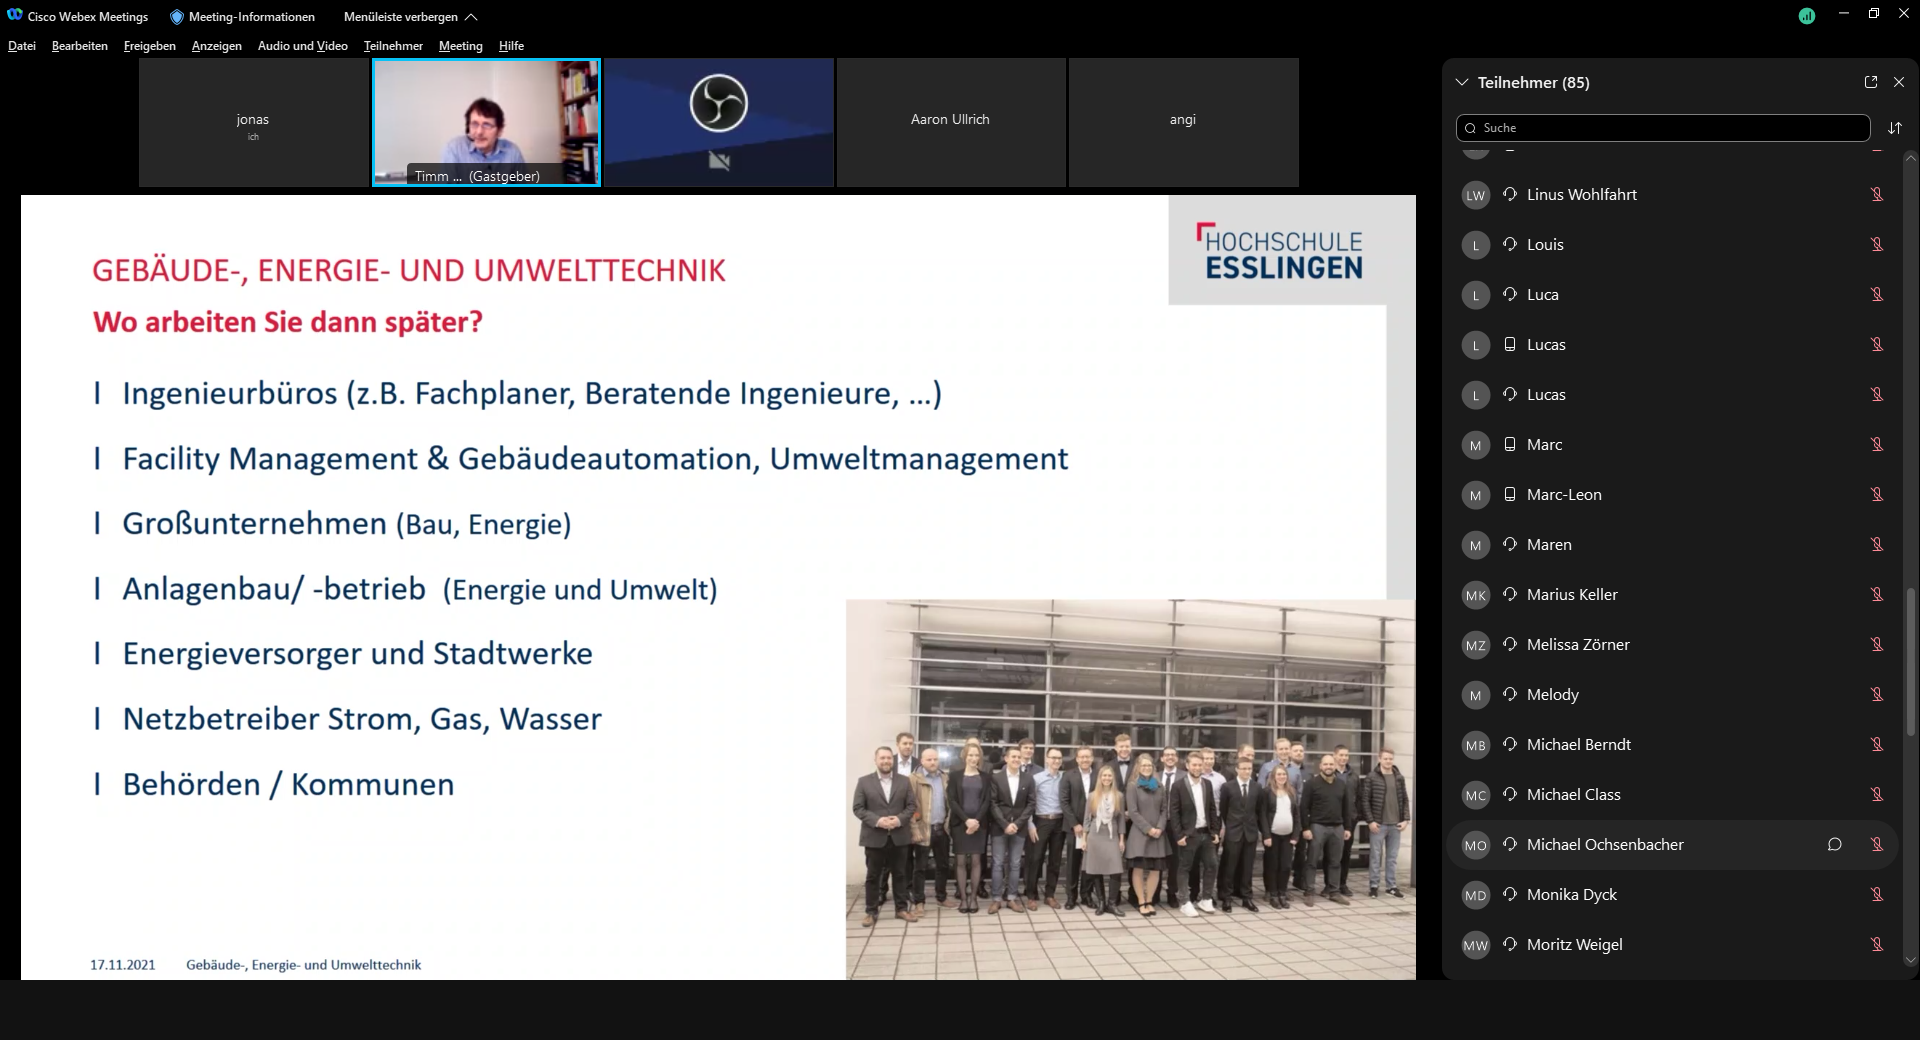 Cisco Webex Meetings
Meeting-Informationen
Menüleiste verbergen
Datei Bearbeiten Freigeben Anzeigen Audio und Video Teilnehmer Meeting Hilfe
jonas
ich
Timm ... (Gastgeber)
Aaron Ullrich
angi
HOCHSCHULE
ESSLINGEN
GEBÄUDE-, ENERGIE- UND UMWELTTECHNIK
Wo arbeiten Sie dann später?
l Ingenieurbüros (z.B. Fachplaner, Beratende Ingenieure, ...)
l Facility Management & Gebäudeautomation, Umweltmanagement
l Großunternehmen (Bau, Energie)
l Anlagenbau/ -betrieb (Energie und Umwelt)
l Energieversorger und Stadtwerke
l Netzbetreiber Strom, Gas, Wasser
l Behörden / Kommunen
17.11.2021 Gebäude-, Energie- und Umwelttechnik
Teilnehmer (85)
Suche
LW Linus Wohlfahrt
L Louis
L Luca
L Lucas
L Lucas
M Marc
M Marc-Leon
M Maren
MK Marius Keller
MZ Melissa Zörner
M Melody
MB Michael Berndt
MC Michael Class
MO Michael Ochsenbacher
MD Monika Dyck
MW Moritz Weigel